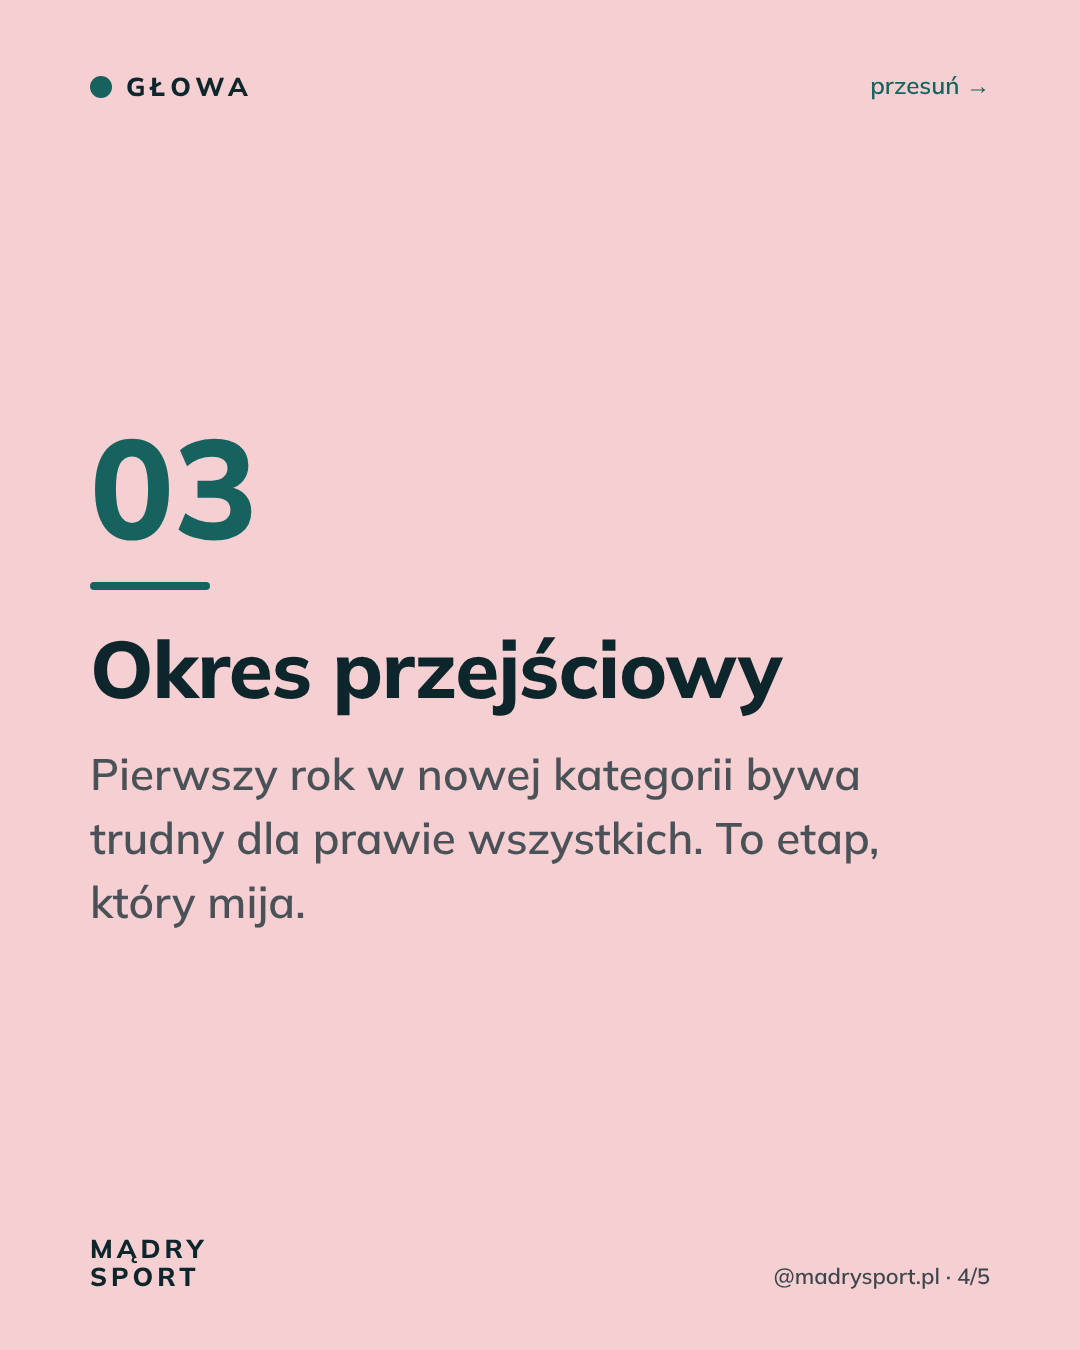 GŁOWA
przesuń →
03
Okres przejściowy
Pierwszy rok w nowej kategorii bywa
trudny dla prawie wszystkich. To etap,
który mija.
MĄDRY
SPORT
@madrysport.pl · 4/5